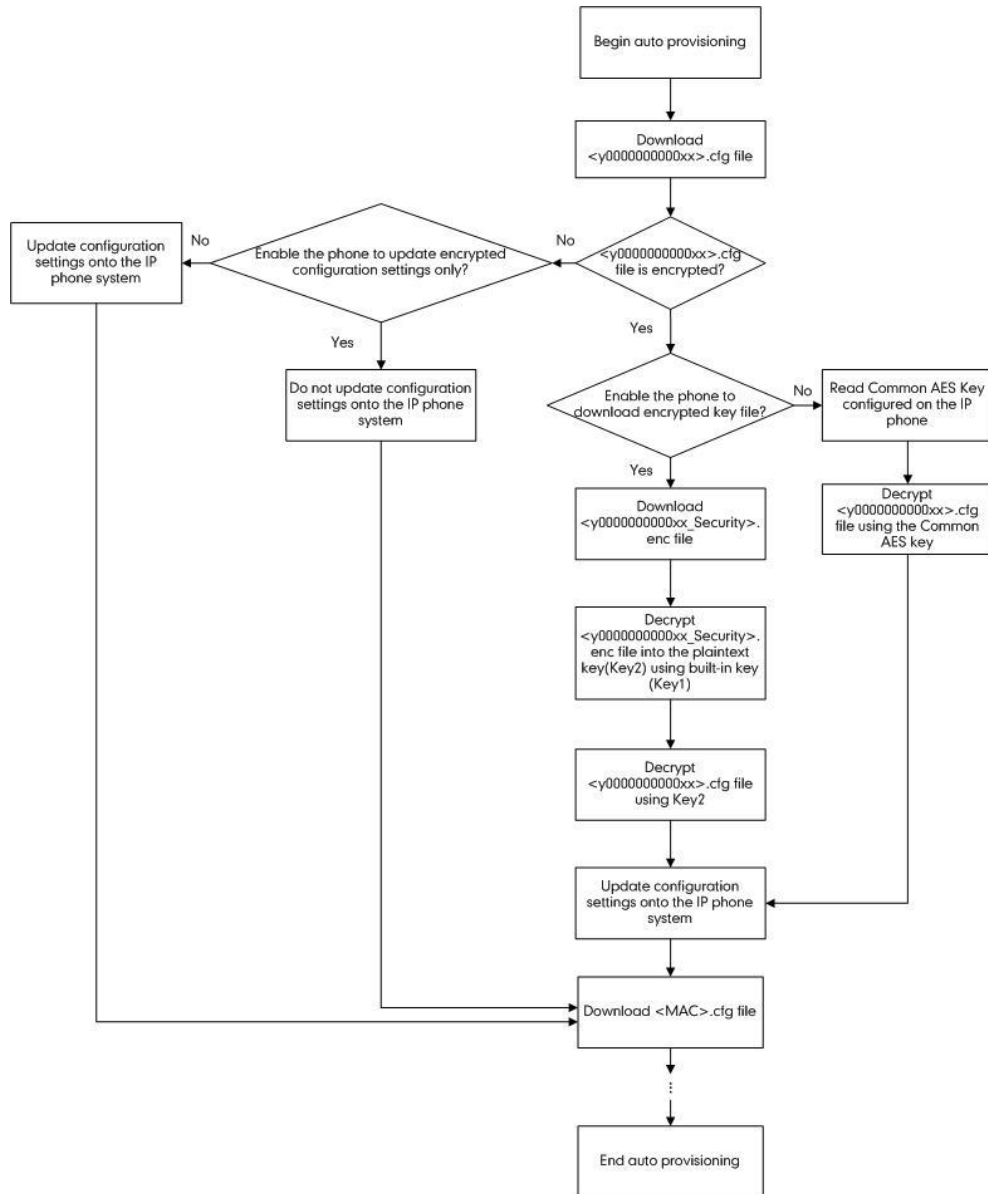 Begin auto provisioning
Download
<y0000000000xx>.cfg file
<y0000000000xx>.cfg
file is encrypted?
No
Enable the phone to update encrypted
configuration settings only?
No
Update configuration
settings onto the IP
phone system
Yes
Do not update configuration
settings onto the IP phone
system
Yes
Enable the phone to
download encrypted key file?
No
Read Common AES Key
configured on the IP
phone
Decrypt
<y0000000000xx>.cfg
file using the Common
AES key
Yes
Download
<y0000000000xx_Security>.
enc file
Decrypt
<y0000000000xx_Security>.
enc file into the plaintext
key(Key2) using built-in key
(Key1)
Decrypt
<y0000000000xx>.cfg file
using Key2
Update configuration
settings onto the IP phone
system
Download <MAC>.cfg file
...
End auto provisioning